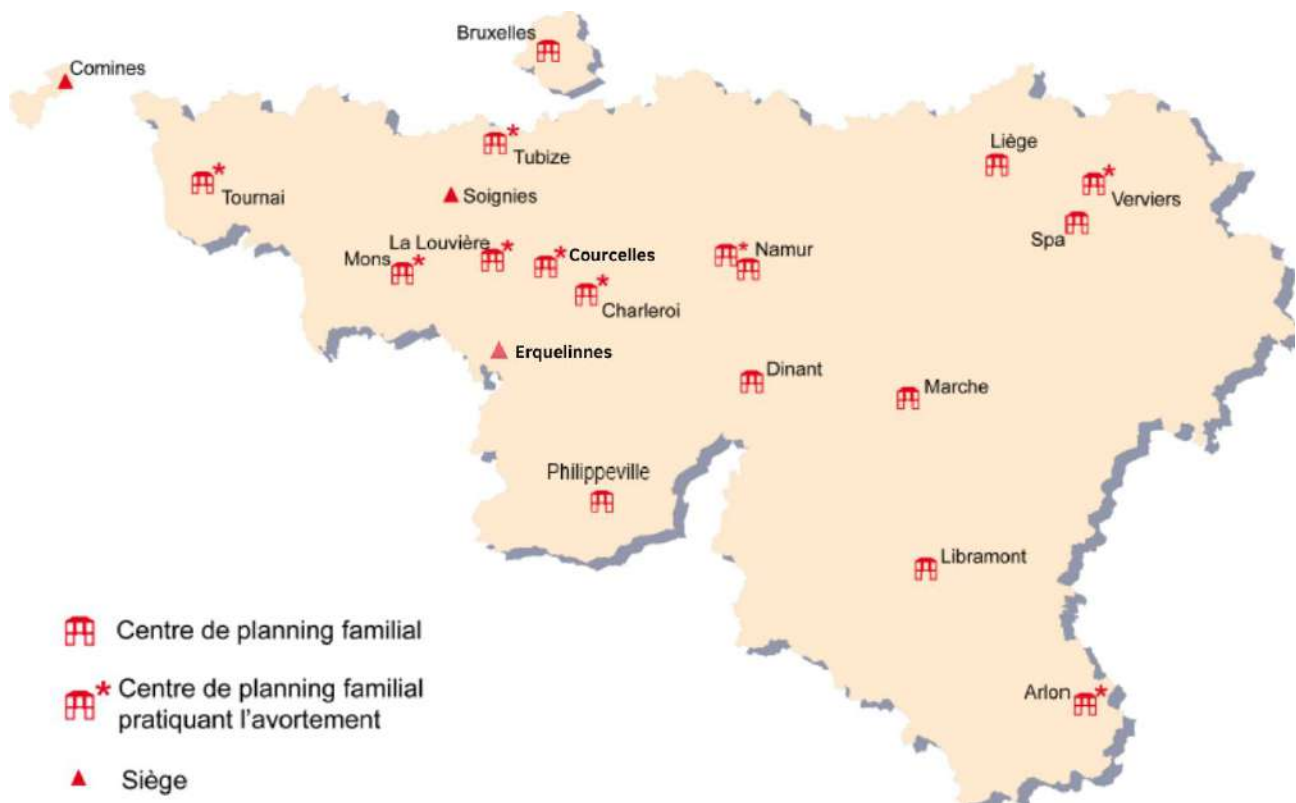 Bruxelles
Comines
Tubize
Liège
Tournai
Soignies
Verviers
Spa
La Louvière
Mons
Courcelles
Namur
Charleroi
Erquelinnes
Dinant
Marche
Philippeville
Libramont
Arlon
Centre de planning familial
* Centre de planning familial
pratiquant l'avortement
Siège